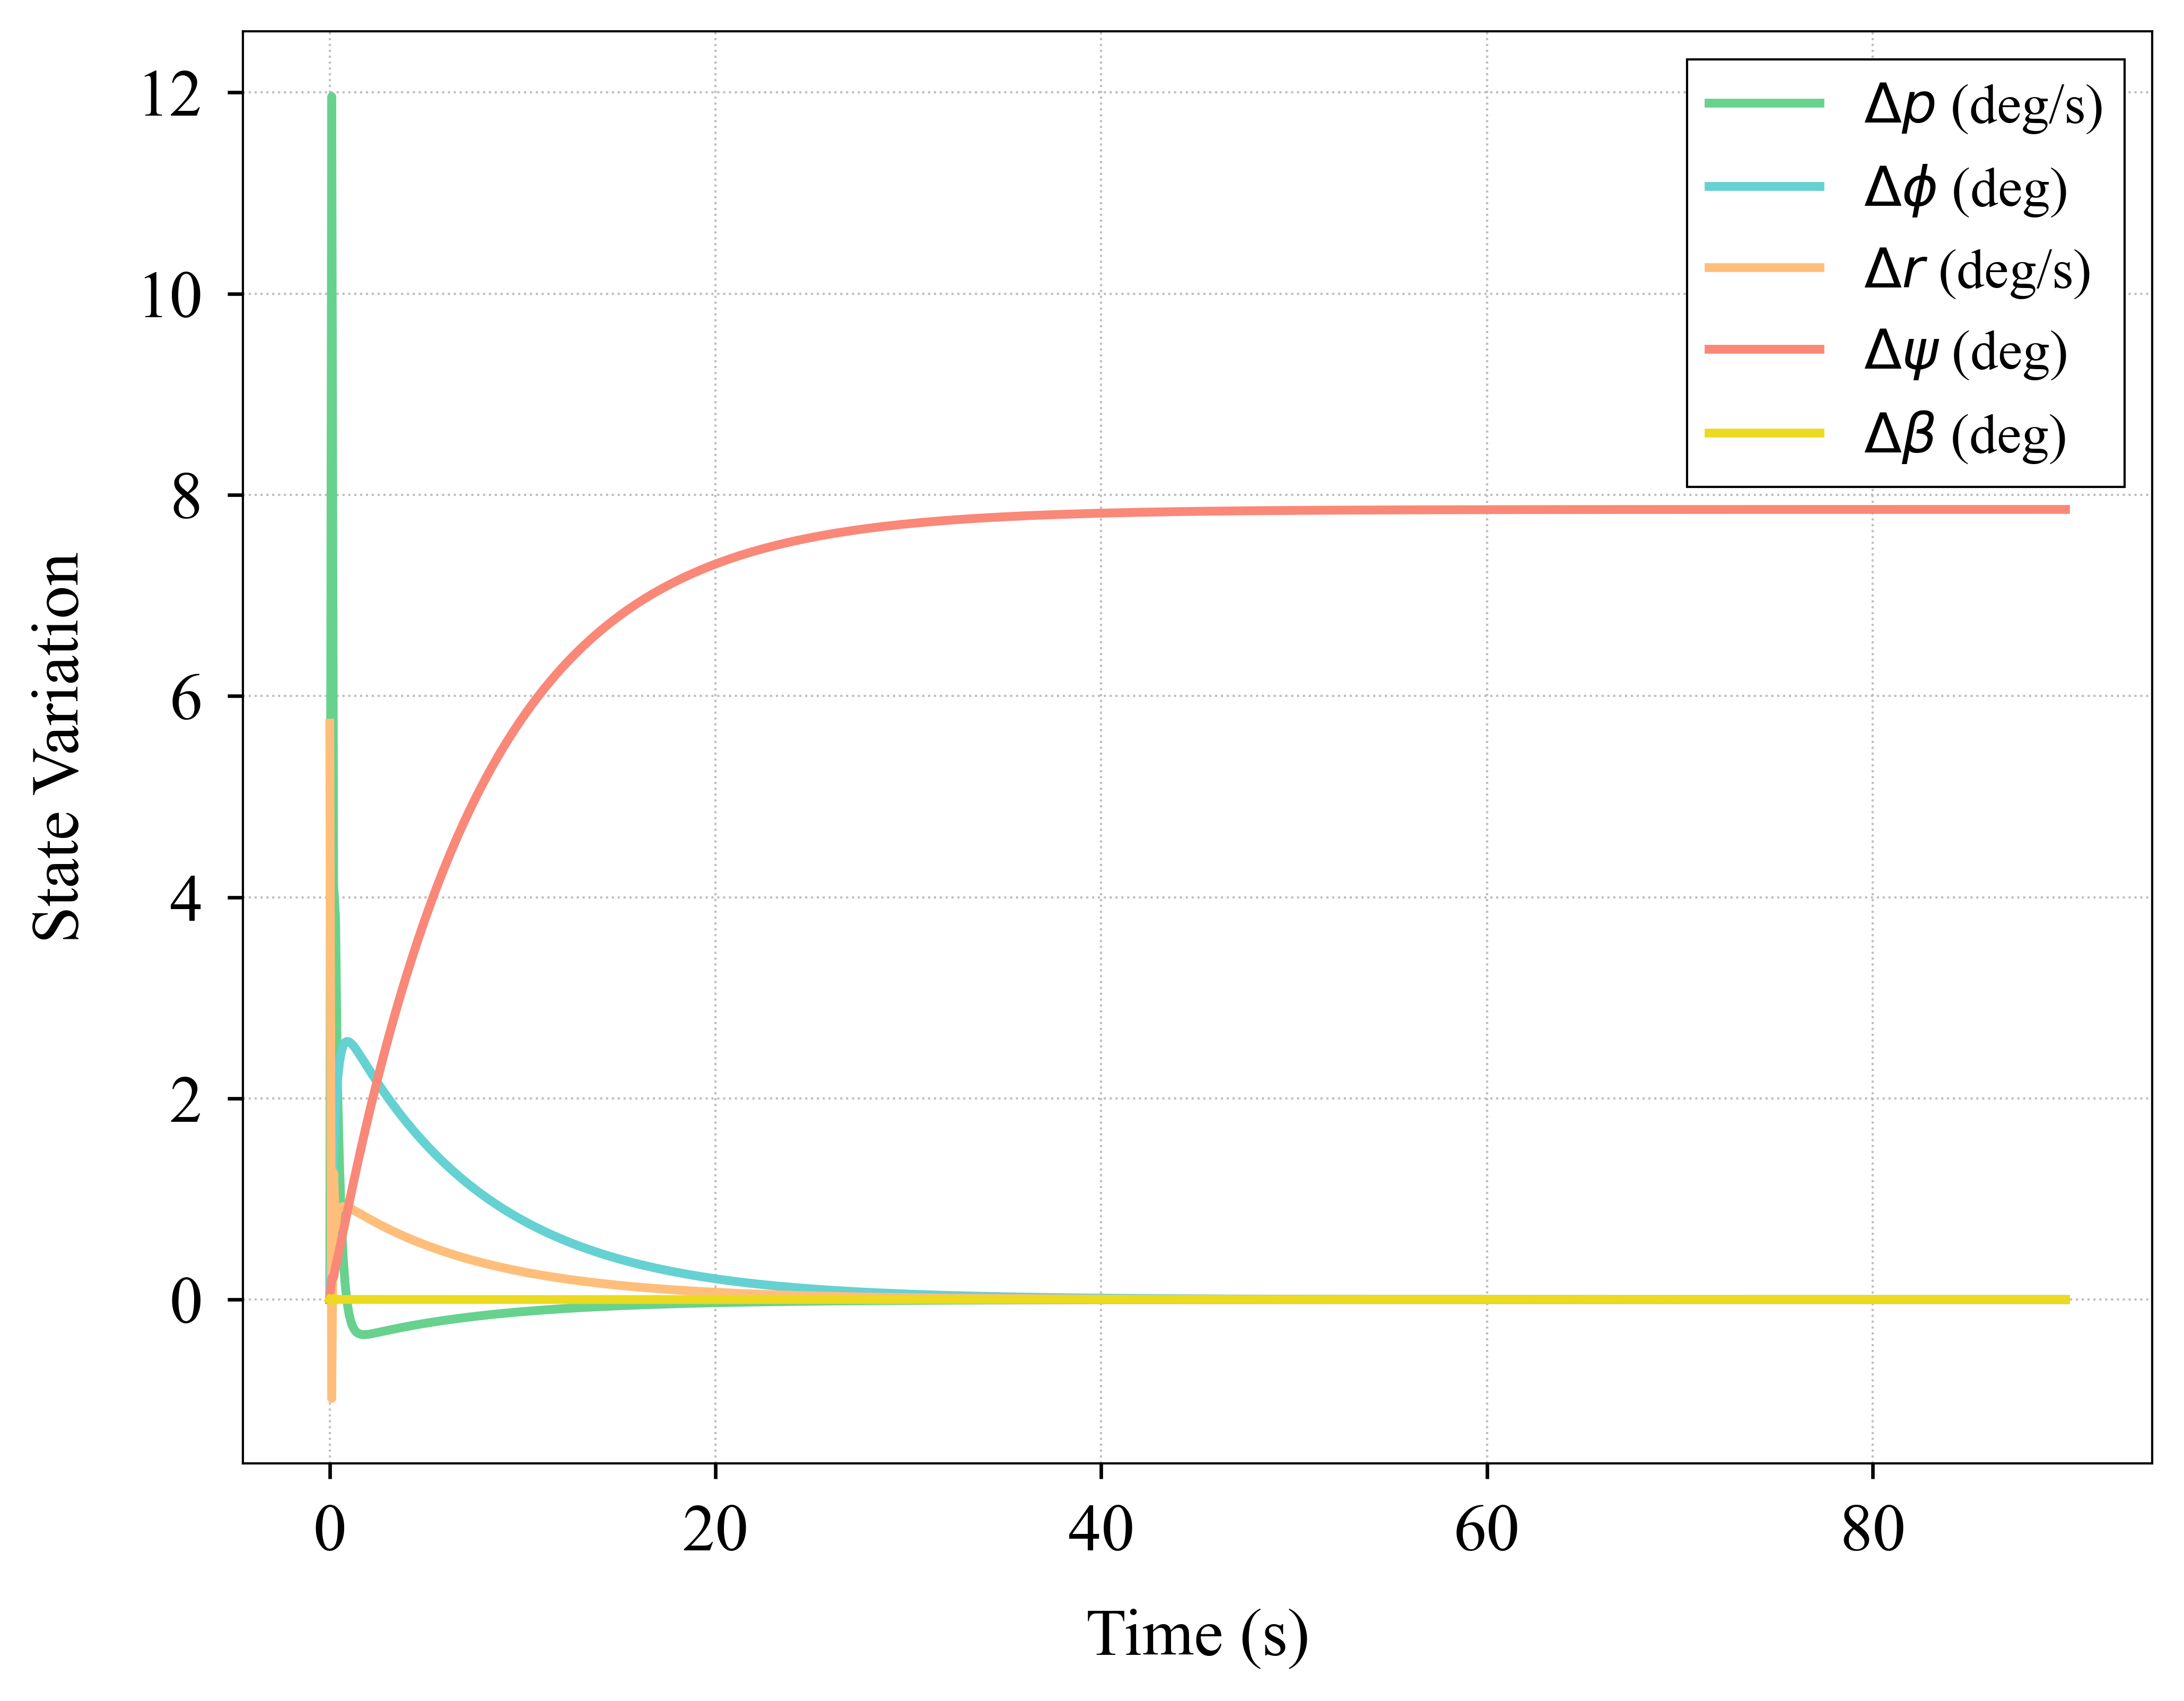 12
10
8
6
4
2
0
State Variation
0 20 40 60 80
Time (s)
Δp (deg/s)
Δϕ (deg)
Δr (deg/s)
Δψ (deg)
Δβ (deg)